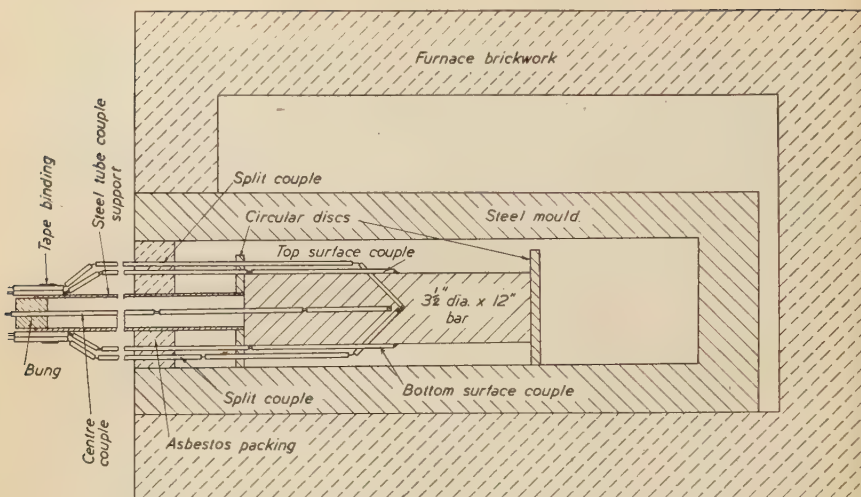 Furnace brickwork
Tape binding
Steel tube couple
support
Split couple
Circular discs
Steel mould.
Top surface couple
3½" dia. x 12"
bar
Bung
Centre
couple
Split couple
Bottom surface couple
Asbestos packing